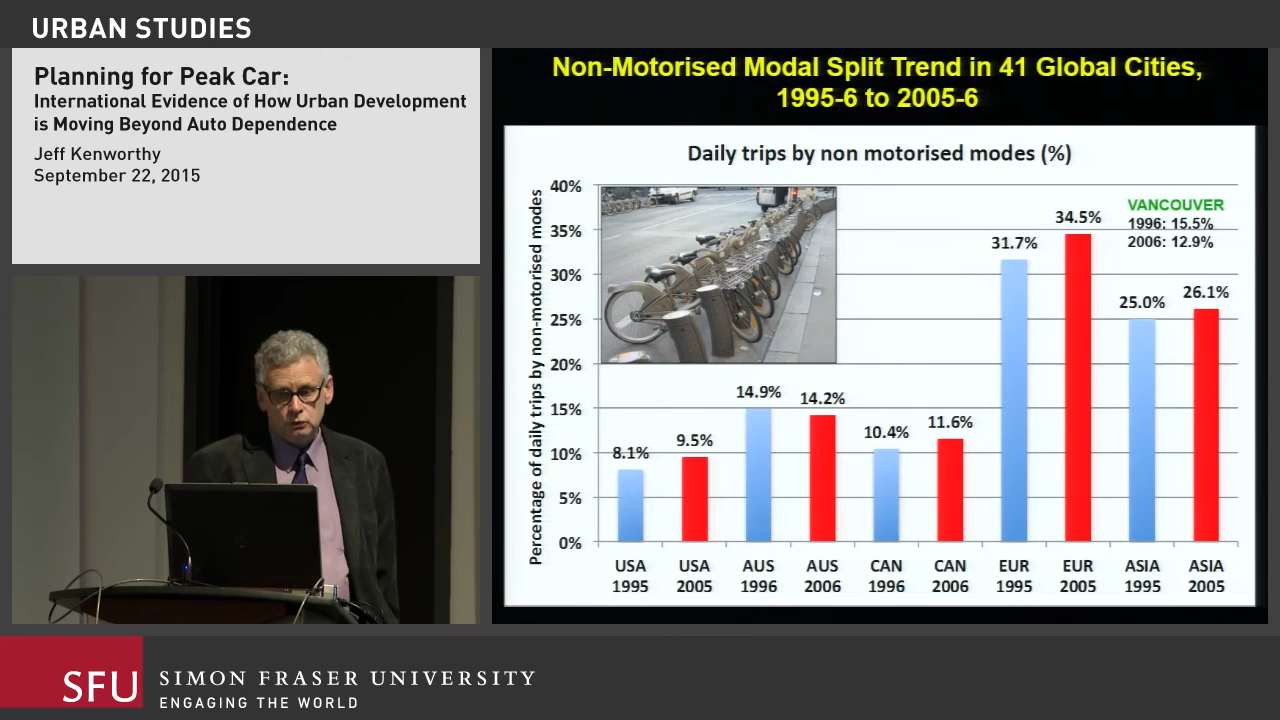 URBAN STUDIES
Planning for Peak Car:
International Evidence of How Urban Development
is Moving Beyond Auto Dependence
Jeff Kenworthy
September 22, 2015
Non-Motorised Modal Split Trend in 41 Global Cities,
1995-6 to 2005-6
Daily trips by non motorised modes (%)
Percentage of daily trips by non-motorised modes
40%
35%
30%
25%
20%
15%
10%
5%
0%
VANCOUVER
1996: 15.5%
2006: 12.9%
8.1%
9.5%
14.9%
14.2%
10.4%
11.6%
31.7%
34.5%
25.0%
26.1%
USA
1995
USA
2005
AUS
1996
AUS
2006
CAN
1996
CAN
2006
EUR
1995
EUR
2005
ASIA
1995
ASIA
2005
SFU
SIMON FRASER UNIVERSITY
ENGAGING THE WORLD